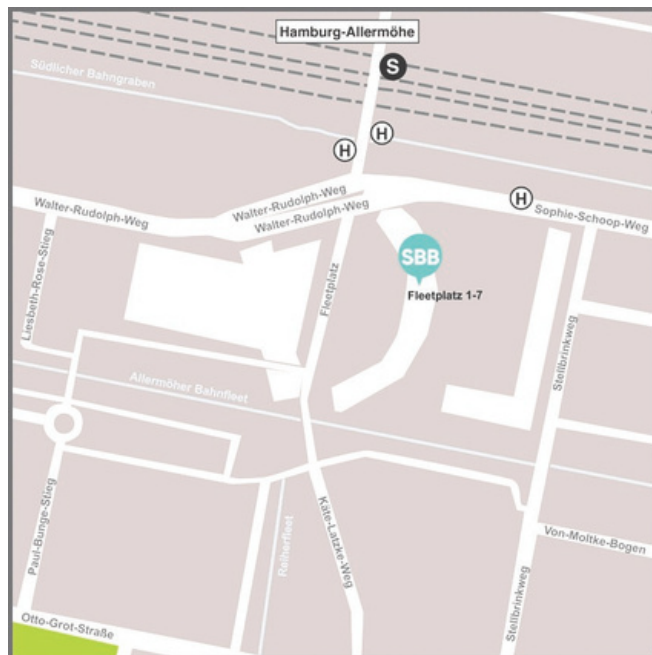 Hamburg-Allermöhe
S
Südlicher Bahngraben
H
H
H
Walter-Rudolph-Weg
Walter-Rudolph-Weg
Walter-Rudolph-Weg
Sophie-Schoop-Weg
Liesbeth-Rose-Stieg
Fleetplatz
SBB
Fleetplatz 1-7
Stellbrinkweg
Allermöher Bahnfleet
Paul-Bunge-Stieg
Reiherfleet
Käte-Latzke-Weg
Von-Moltke-Bogen
Stellbrinkweg
Otto-Grot-Straße